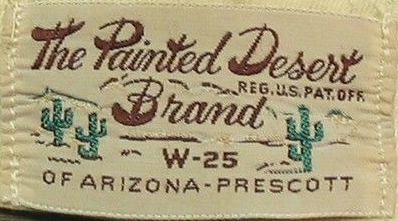 The Painted Desert
REG. U.S. PAT. OFF.
Brand
W-25
OF ARIZONA-PRESCOTT